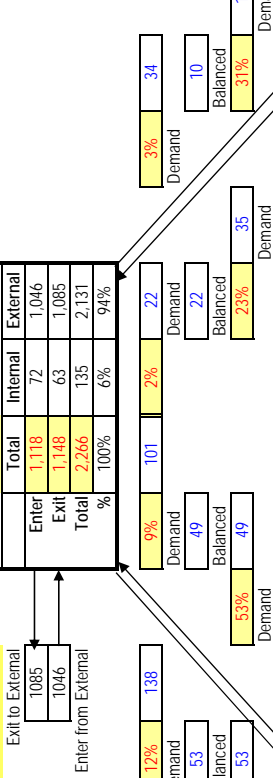 Total Internal External
Enter 1,118 72 1,046
Exit 1,148 63 1,085
Total 2,266 135 2,131
% 100% 6% 94%
Exit to External
1085
1046
Enter from External
12% 138
9% 101
2% 22
3% 34
Demand
Demand
Demand
53
49
22
10
Balanced
Balanced
Balanced
53
53% 49
23% 35
31%
Demand
Demand